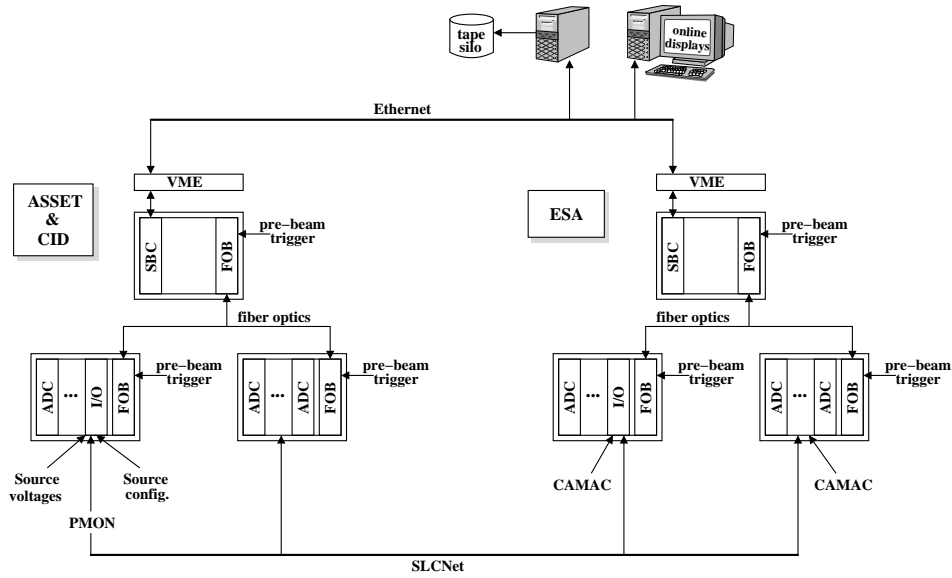 tape
silo
online
displays
Ethernet
VME
VME
ASSET
&
CID
ESA
SBC
FOB
pre−beam
trigger
SBC
FOB
pre−beam
trigger
fiber optics
fiber optics
ADC
...
I/O
FOB
pre−beam
trigger
ADC
...
ADC
FOB
pre−beam
trigger
ADC
...
I/O
FOB
pre−beam
trigger
ADC
...
ADC
FOB
pre−beam
trigger
Source
voltages
Source
config.
CAMAC
CAMAC
PMON
SLCNet